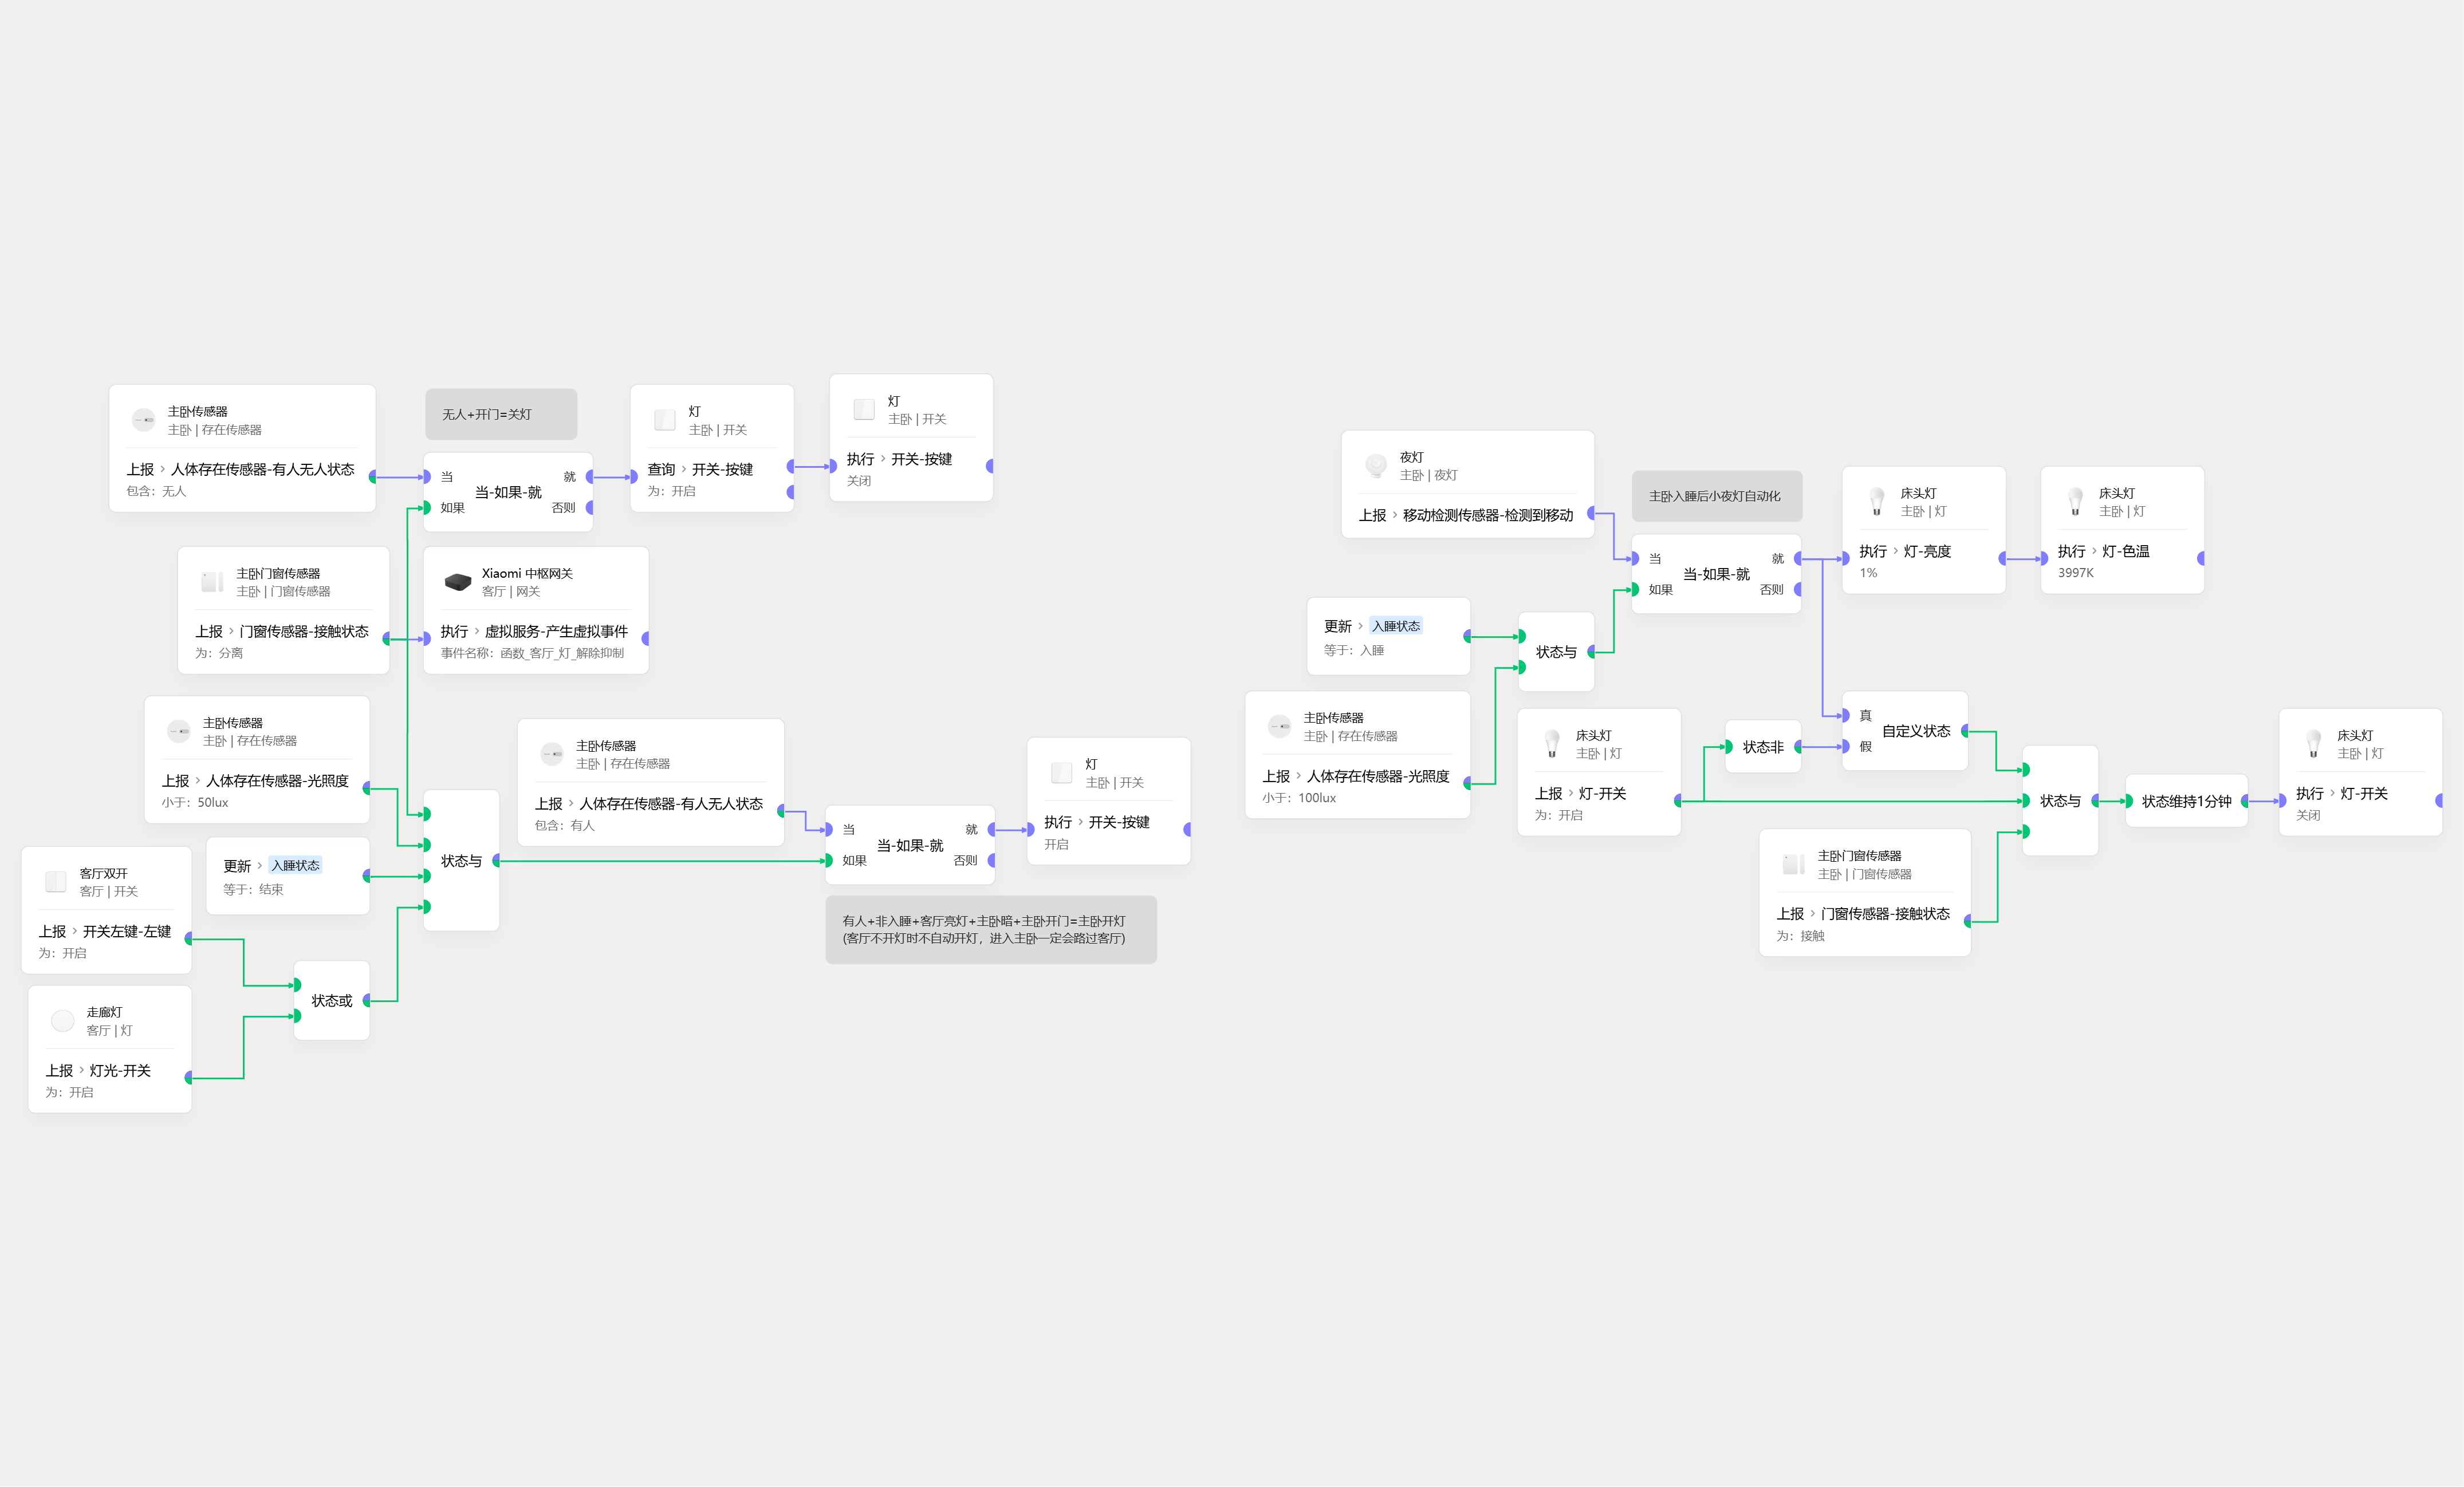 主卧传感器
主卧 | 存在传感器
上报 › 人体存在传感器-有人无人状态
包含：无人
无人+开门=关灯
当
就
当-如果-就
如果
否则
灯
主卧 | 开关
查询 › 开关-按键
为：开启
灯
主卧 | 开关
执行 › 开关-按键
关闭
主卧门窗传感器
主卧 | 门窗传感器
上报 › 门窗传感器-接触状态
为：分离
Xiaomi 中枢网关
客厅 | 网关
执行 › 虚拟服务-产生虚拟事件
事件名称：函数_客厅_灯_解除抑制
主卧传感器
主卧 | 存在传感器
上报 › 人体存在传感器-光照度
小于：50lux
更新 › 入睡状态
等于：结束
客厅双开
客厅 | 开关
上报 › 开关左键-左键
为：开启
走廊灯
客厅 | 灯
上报 › 灯光-开关
为：开启
状态或
状态与
主卧传感器
主卧 | 存在传感器
上报 › 人体存在传感器-有人无人状态
包含：有人
当
就
当-如果-就
如果
否则
灯
主卧 | 开关
执行 › 开关-按键
开启
有人+非入睡+客厅亮灯+主卧暗+主卧开门=主卧开灯
(客厅不开灯时不自动开灯，进入主卧一定会路过客厅)
夜灯
主卧 | 夜灯
上报 › 移动检测传感器-检测到移动
主卧入睡后小夜灯自动化
当
就
当-如果-就
如果
否则
床头灯
主卧 | 灯
执行 › 灯-亮度
1%
床头灯
主卧 | 灯
执行 › 灯-色温
3997K
更新 › 入睡状态
等于：入睡
状态与
主卧传感器
主卧 | 存在传感器
上报 › 人体存在传感器-光照度
小于：100lux
床头灯
主卧 | 灯
上报 › 灯-开关
为：开启
状态非
真
自定义状态
假
主卧门窗传感器
主卧 | 门窗传感器
上报 › 门窗传感器-接触状态
为：接触
状态与
状态维持1分钟
床头灯
主卧 | 灯
执行 › 灯-开关
关闭